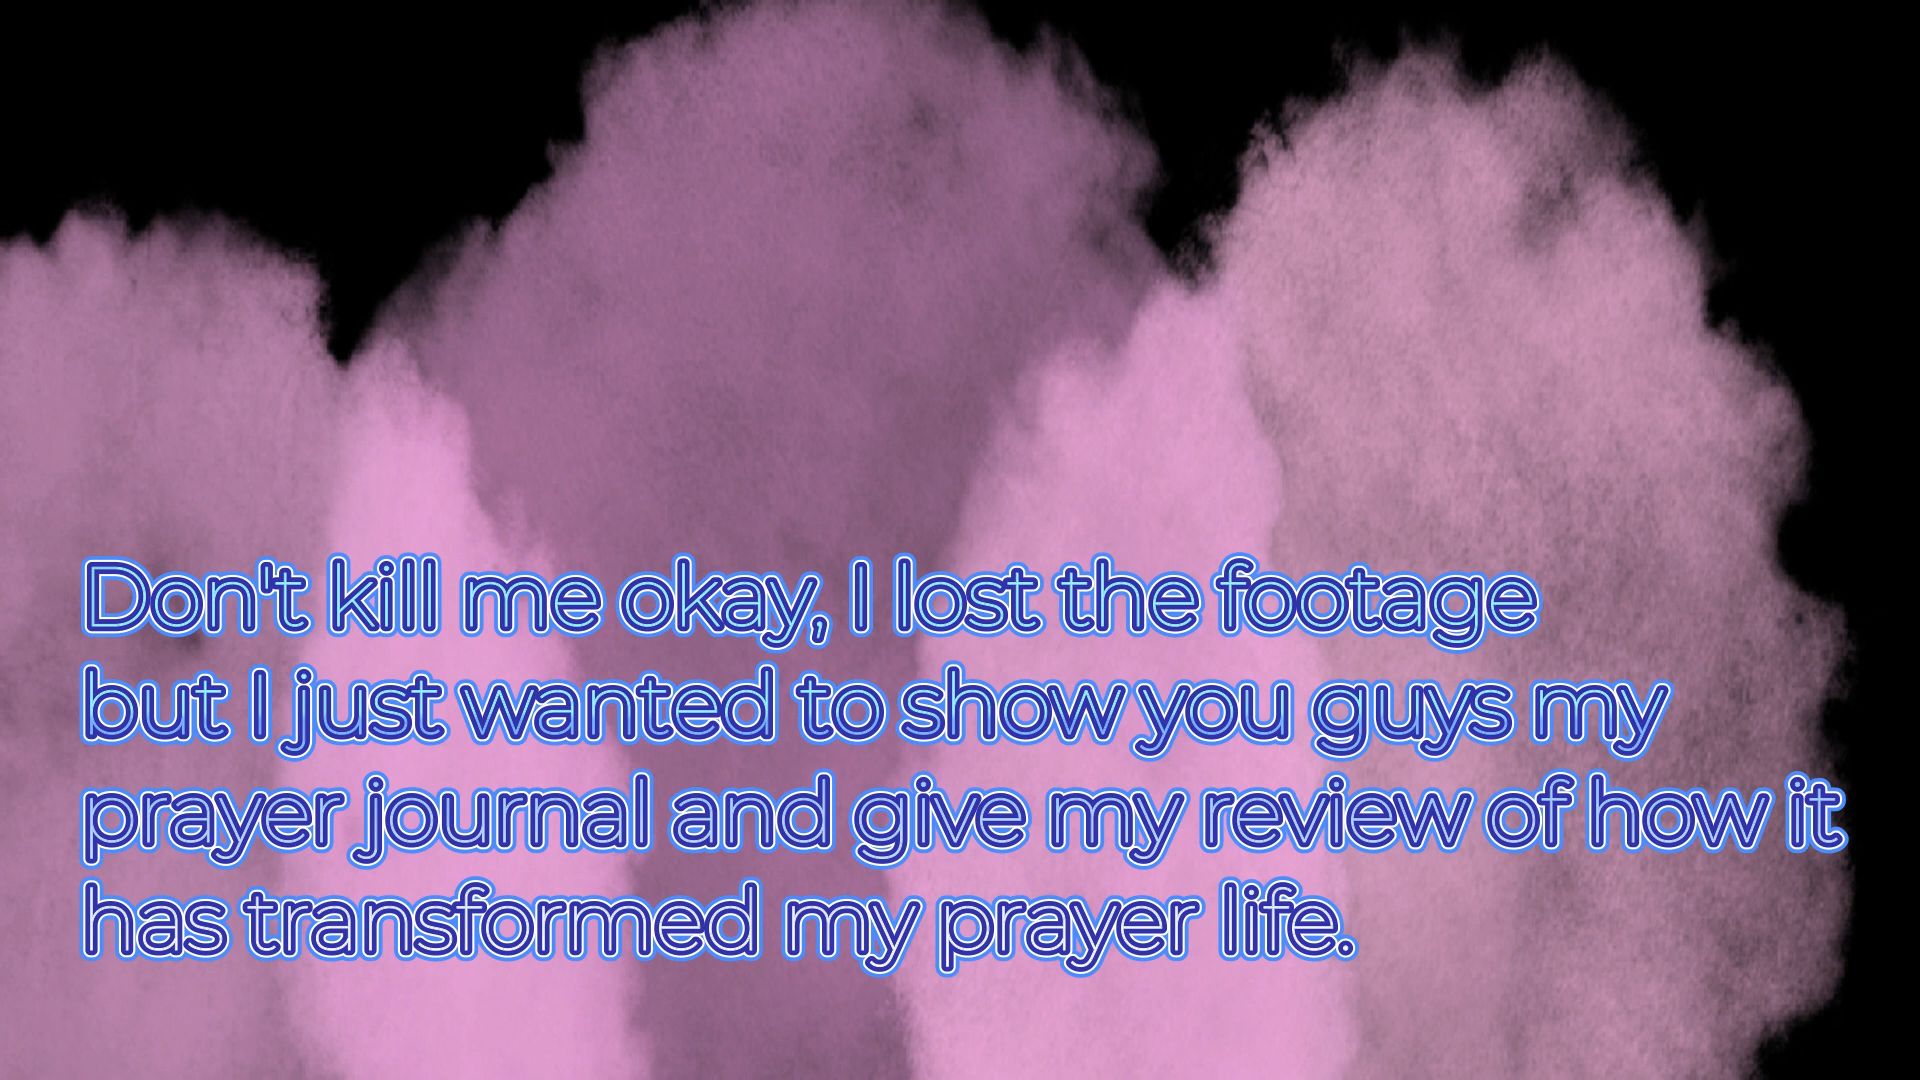 Don't kill me okay, I lost the footage
but I just wanted to show you guys my
prayer journal and give my review of how it
has transformed my prayer life.